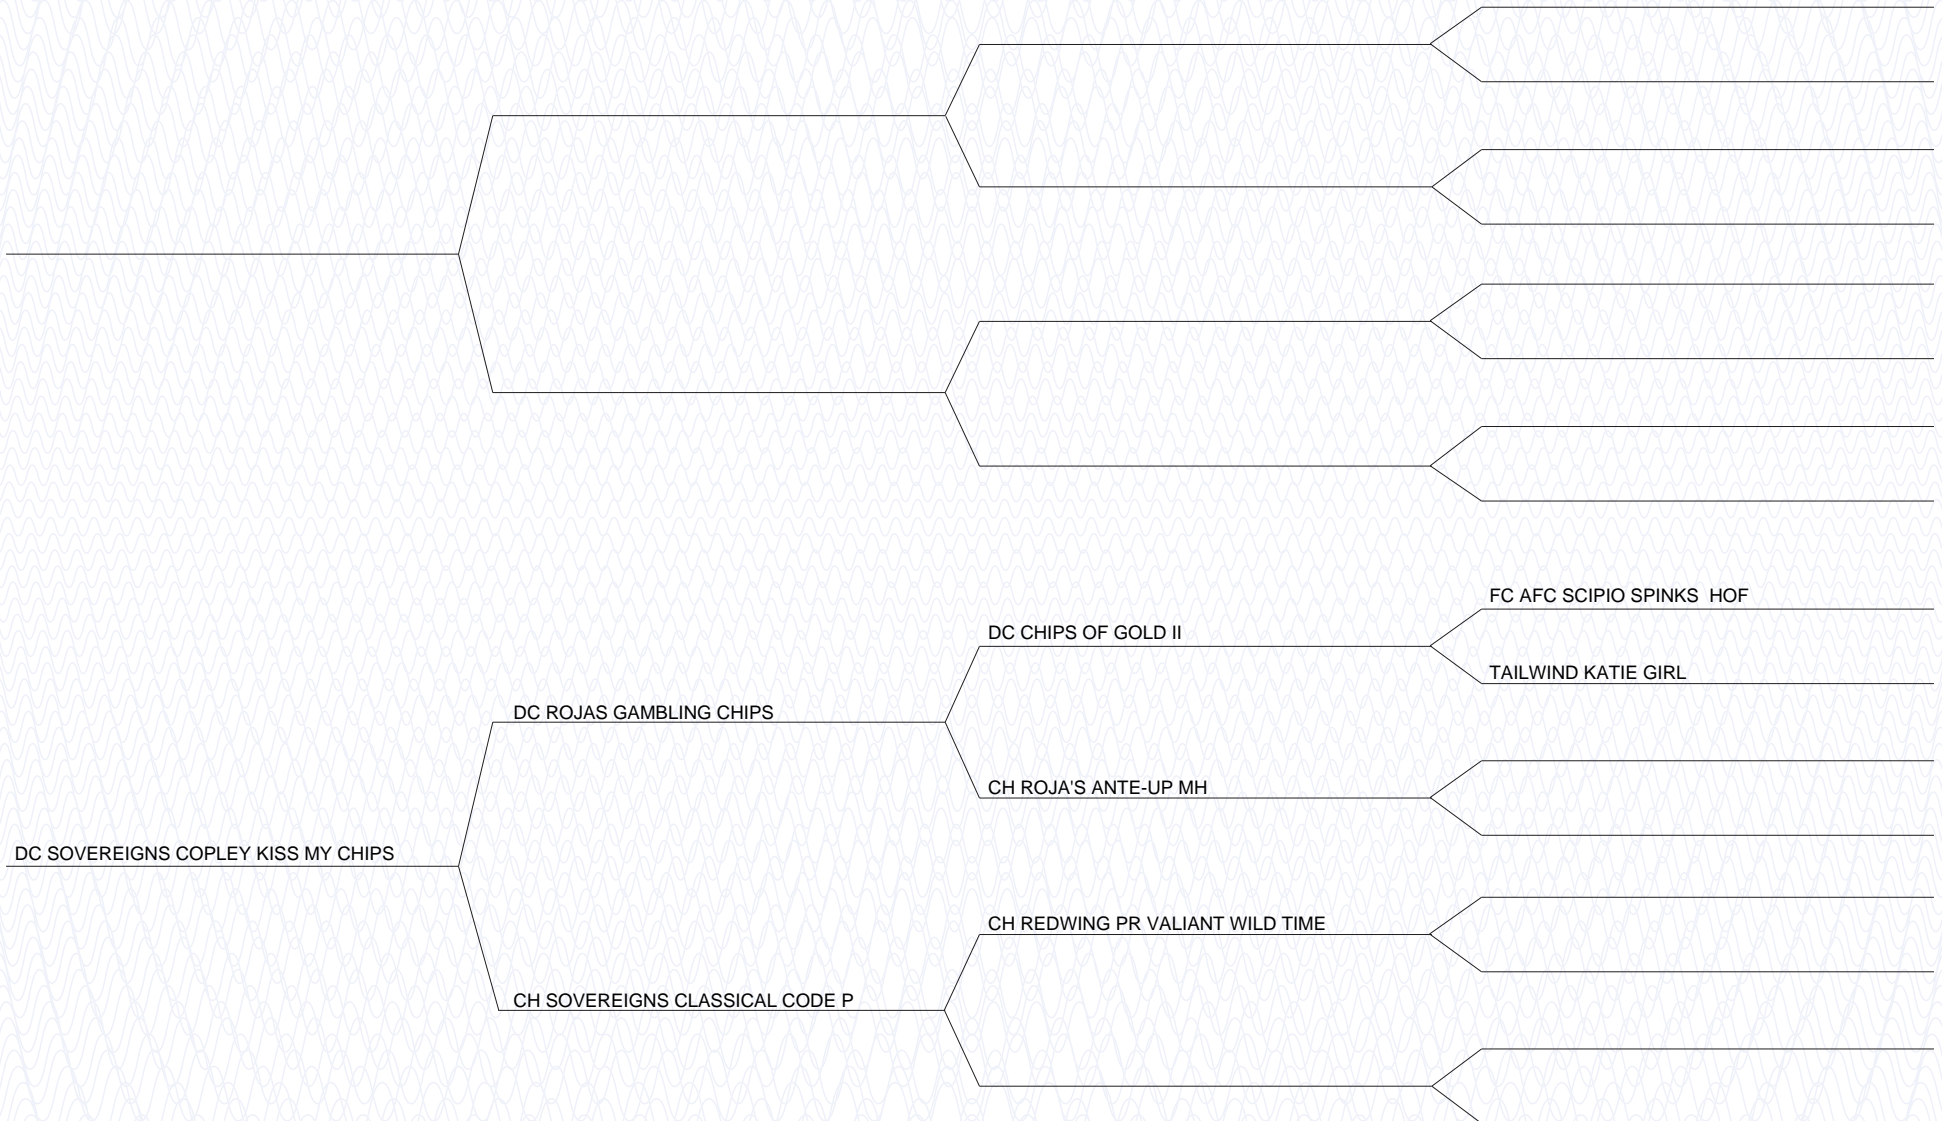 FC AFC SCIPIO SPINKS  HOF
DC CHIPS OF GOLD II
TAILWIND KATIE GIRL
DC ROJAS GAMBLING CHIPS
CH ROJA'S ANTE-UP MH
DC SOVEREIGNS COPLEY KISS MY CHIPS
CH REDWING PR VALIANT WILD TIME
CH SOVEREIGNS CLASSICAL CODE P